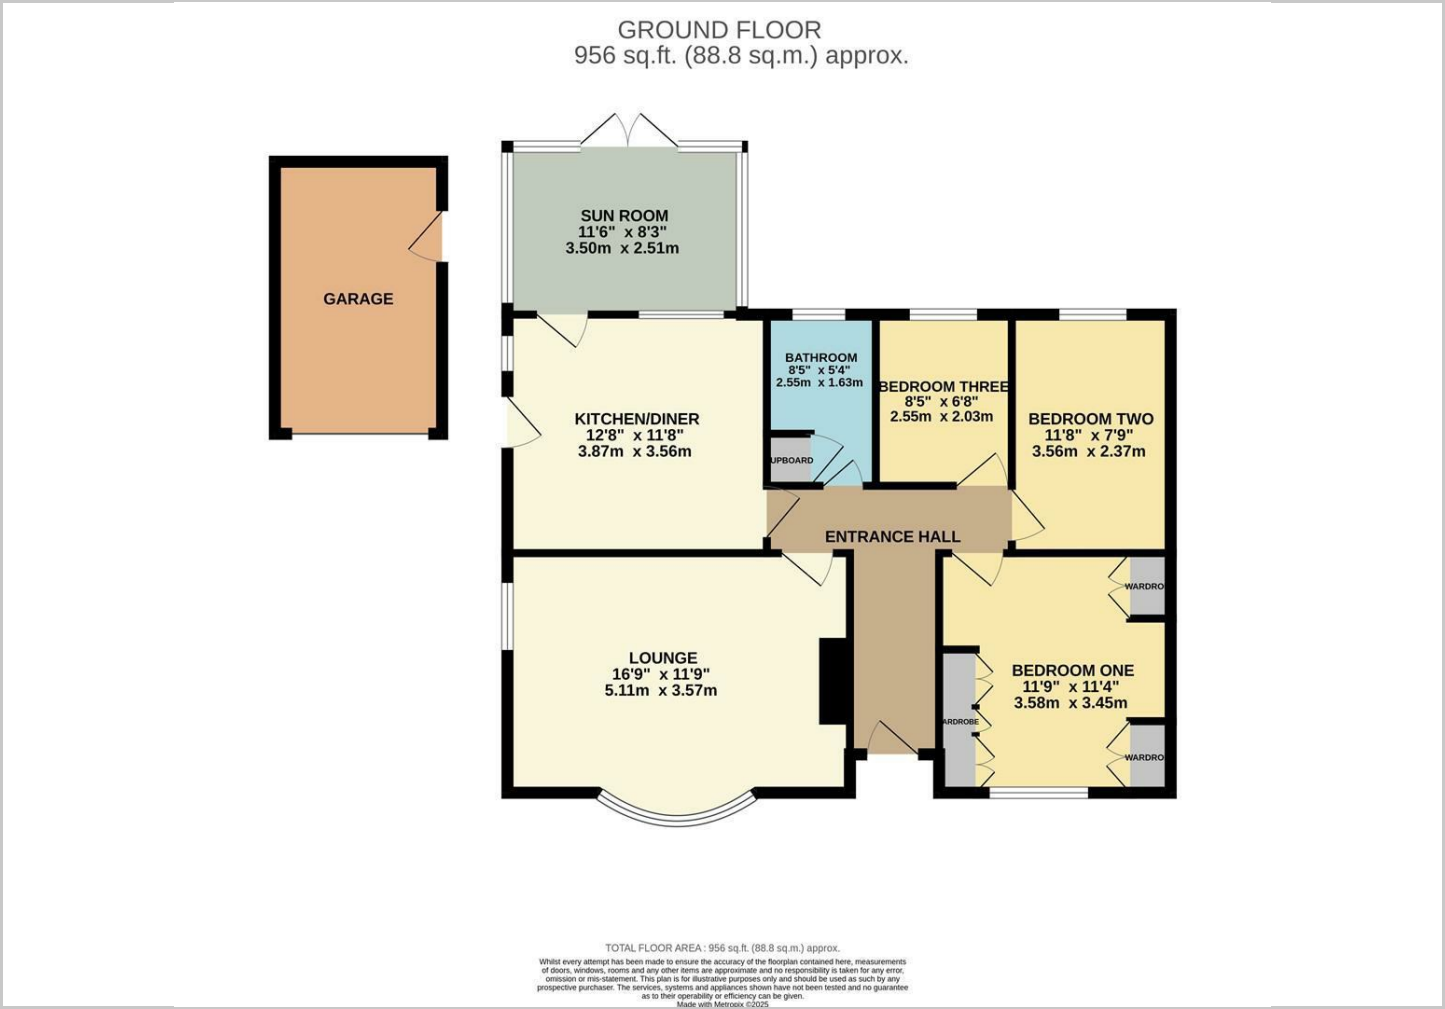 GROUND FLOOR
956 sq.ft. (88.8 sq.m.) approx.
SUN ROOM
11'6" x 8'3"
3.50m x 2.51m
GARAGE
BATHROOM
8'5" x 5'4"
2.55m x 1.63m
BEDROOM THREE
8'5" x 6'8"
2.55m x 2.03m
BEDROOM TWO
11'8" x 7'9"
3.56m x 2.37m
KITCHEN/DINER
12'8" x 11'8"
3.87m x 3.56m
UPBOARD
ENTRANCE HALL
WARDRO
LOUNGE
16'9" x 11'9"
5.11m x 3.57m
BEDROOM ONE
11'9" x 11'4"
3.58m x 3.45m
ARDROBE
WARDRO
TOTAL FLOOR AREA : 956 sq.ft. (88.8 sq.m.) approx.
Whilst every attempt has been made to ensure the accuracy of the floorplan contained here, measurements
of doors, windows, rooms and any other items are approximate and no responsibility is taken for any error,
omission or mis-statement. This plan is for illustrative purposes only and should be used as such by any
prospective purchaser. The services, systems and appliances shown have not been tested and no guarantee
as to their operability or efficiency can be given.
Made with Metropix ©2025